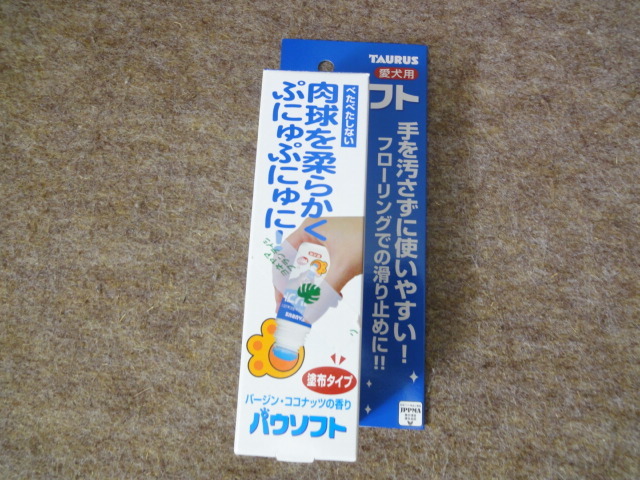 TAURUS
愛犬用
フト
手を汚さずに使いやすい!
フローリングでの滑り止めに!!
べたべたしない
肉球を柔らかく
ぷにゅぷにゅに!
塗布タイプ
バージン・ココナッツの香り
パウソフト
TAURUS
JPPMA